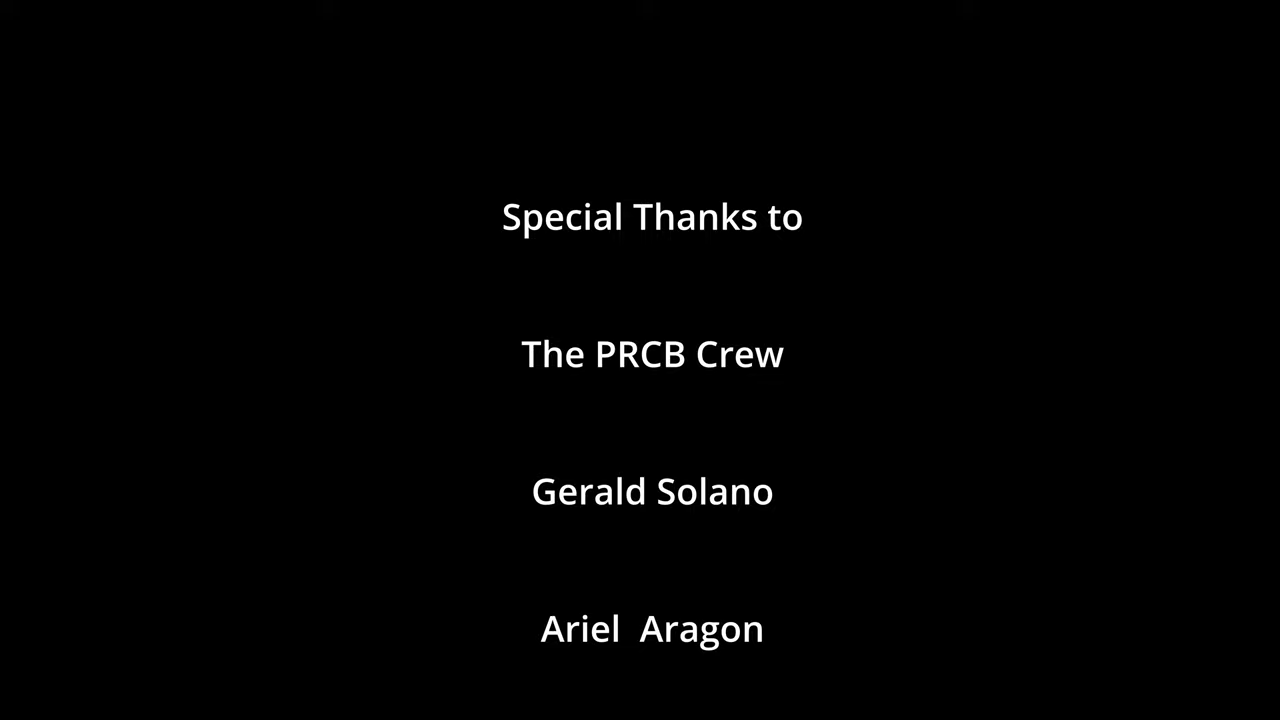 Special Thanks to
The PRCB Crew
Gerald Solano
Ariel  Aragon